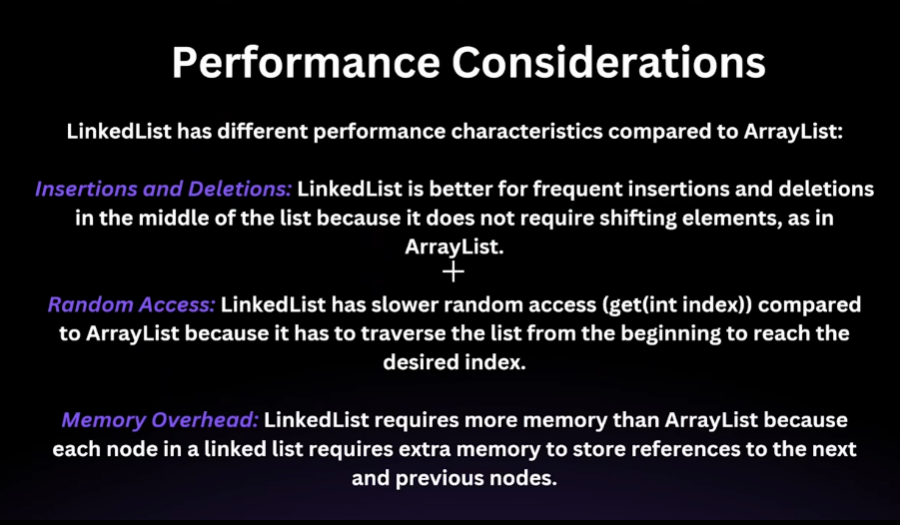 Performance Considerations
LinkedList has different performance characteristics compared to ArrayList:
Insertions and Deletions: LinkedList is better for frequent insertions and deletions
in the middle of the list because it does not require shifting elements, as in
ArrayList.
Random Access: LinkedList has slower random access (get(int index)) compared
to ArrayList because it has to traverse the list from the beginning to reach the
desired index.
Memory Overhead: LinkedList requires more memory than ArrayList because
each node in a linked list requires extra memory to store references to the next
and previous nodes.